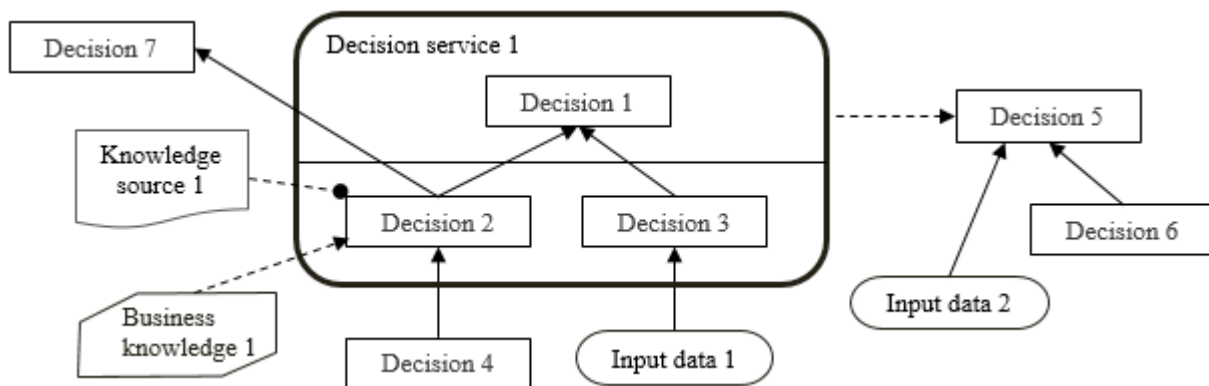 Decision 7
Decision service 1
Decision 1
Decision 5
Knowledge
source 1
Decision 2
Decision 3
Decision 6
Business
knowledge 1
Input data 2
Decision 4
Input data 1